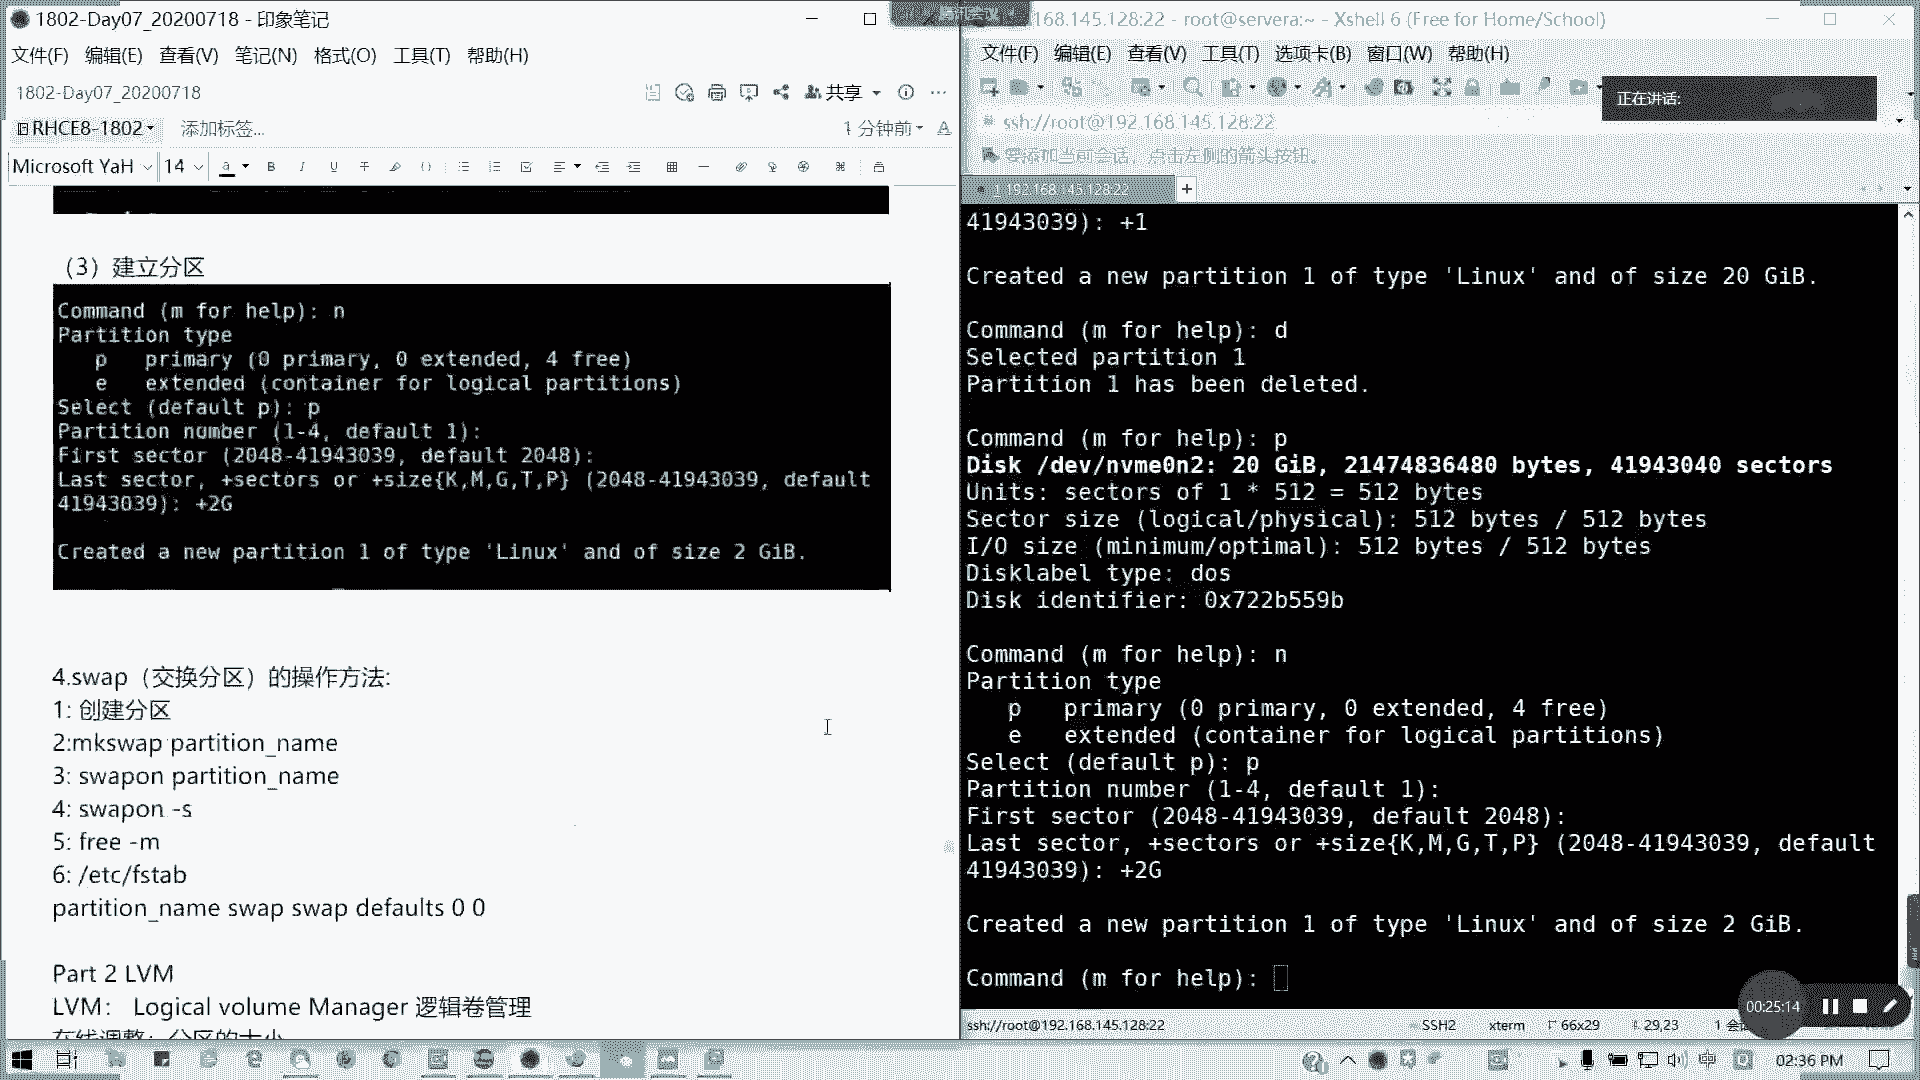 1802-Day07_20200718 - 印象笔记
文件(F) 编辑(E) 查看(V) 笔记(N) 格式(O) 工具(T) 帮助(H)
1802-Day07_20200718
共享
RHCE8-1802 添加标签...
1 分钟前
Microsoft YaH 14
（3）建立分区
Command (m for help): n
Partition type
p primary (0 primary, 0 extended, 4 free)
e extended (container for logical partitions)
Select (default p): p
Partition number (1-4, default 1):
First sector (2048-41943039, default 2048):
Last sector, +sectors or +size{K,M,G,T,P} (2048-41943039, default
41943039): +2G
Created a new partition 1 of type 'Linux' and of size 2 GiB.
4.swap（交换分区）的操作方法:
1: 创建分区
2:mkswap partition_name
3: swapon partition_name
4: swapon -s
5: free -m
6: /etc/fstab
partition_name swap swap defaults 0 0
Part 2 LVM
LVM： Logical volume Manager 逻辑卷管理
在线调整：分区的大小
168.145.128:22 - root@servera:~ - Xshell 6 (Free for Home/School)
文件(F) 编辑(E) 查看(V) 工具(T) 选项卡(B) 窗口(W) 帮助(H)
正在讲话:
ssh://root@192.168.145.128:22
要添加当前会话，点击左侧的箭头按钮。
1 192.168.145.128:22
41943039): +1
Created a new partition 1 of type 'Linux' and of size 20 GiB.
Command (m for help): d
Selected partition 1
Partition 1 has been deleted.
Command (m for help): p
Disk /dev/nvme0n2: 20 GiB, 21474836480 bytes, 41943040 sectors
Units: sectors of 1 * 512 = 512 bytes
Sector size (logical/physical): 512 bytes / 512 bytes
I/O size (minimum/optimal): 512 bytes / 512 bytes
Disklabel type: dos
Disk identifier: 0x722b559b
Command (m for help): n
Partition type
p primary (0 primary, 0 extended, 4 free)
e extended (container for logical partitions)
Select (default p): p
Partition number (1-4, default 1):
First sector (2048-41943039, default 2048):
Last sector, +sectors or +size{K,M,G,T,P} (2048-41943039, default
41943039): +2G
Created a new partition 1 of type 'Linux' and of size 2 GiB.
Command (m for help):
00:25:14
ssh://root@192.168.145.128:22 SSH2 xterm 66x29 29,23
02:36 PM